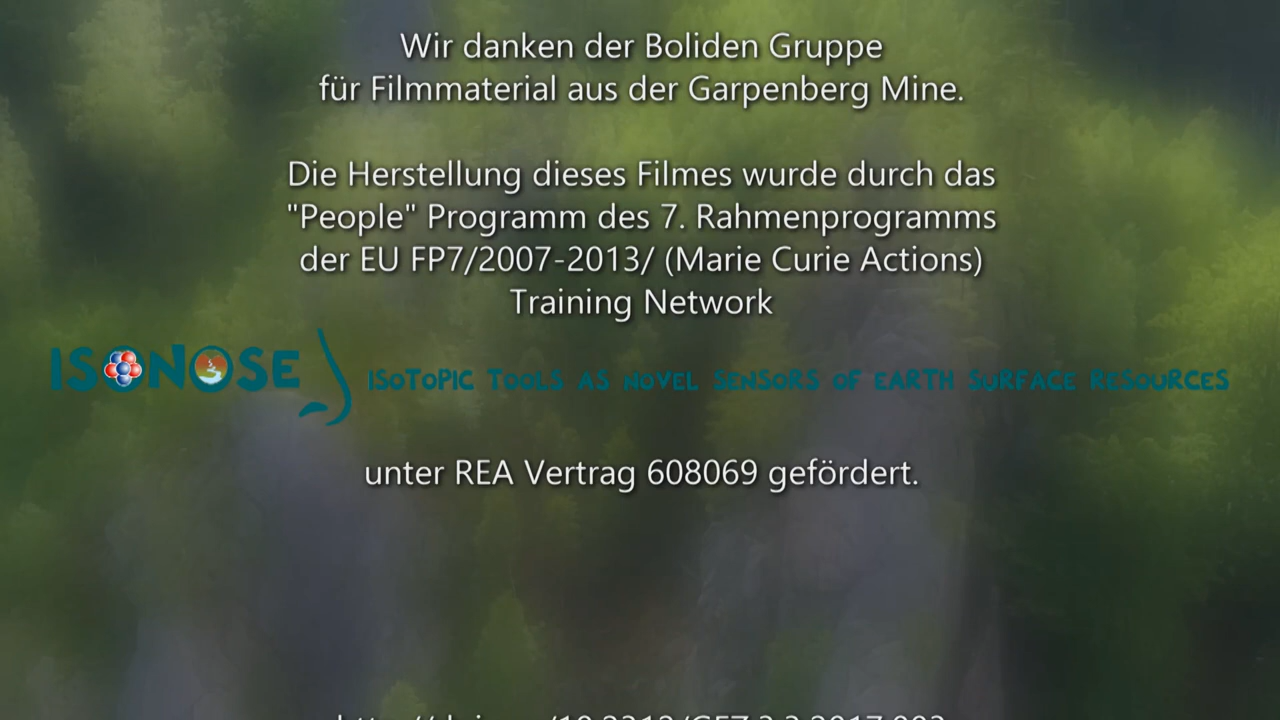 Wir danken der Boliden Gruppe
für Filmmaterial aus der Garpenberg Mine.
Die Herstellung dieses Filmes wurde durch das
"People" Programm des 7. Rahmenprogramms
der EU FP7/2007-2013/ (Marie Curie Actions)
Training Network
ISONOSE ISOTOPIC TOOLS AS NOVEL SENSORS OF EARTH SURFACE RESOURCES
unter REA Vertrag 608069 gefördert.